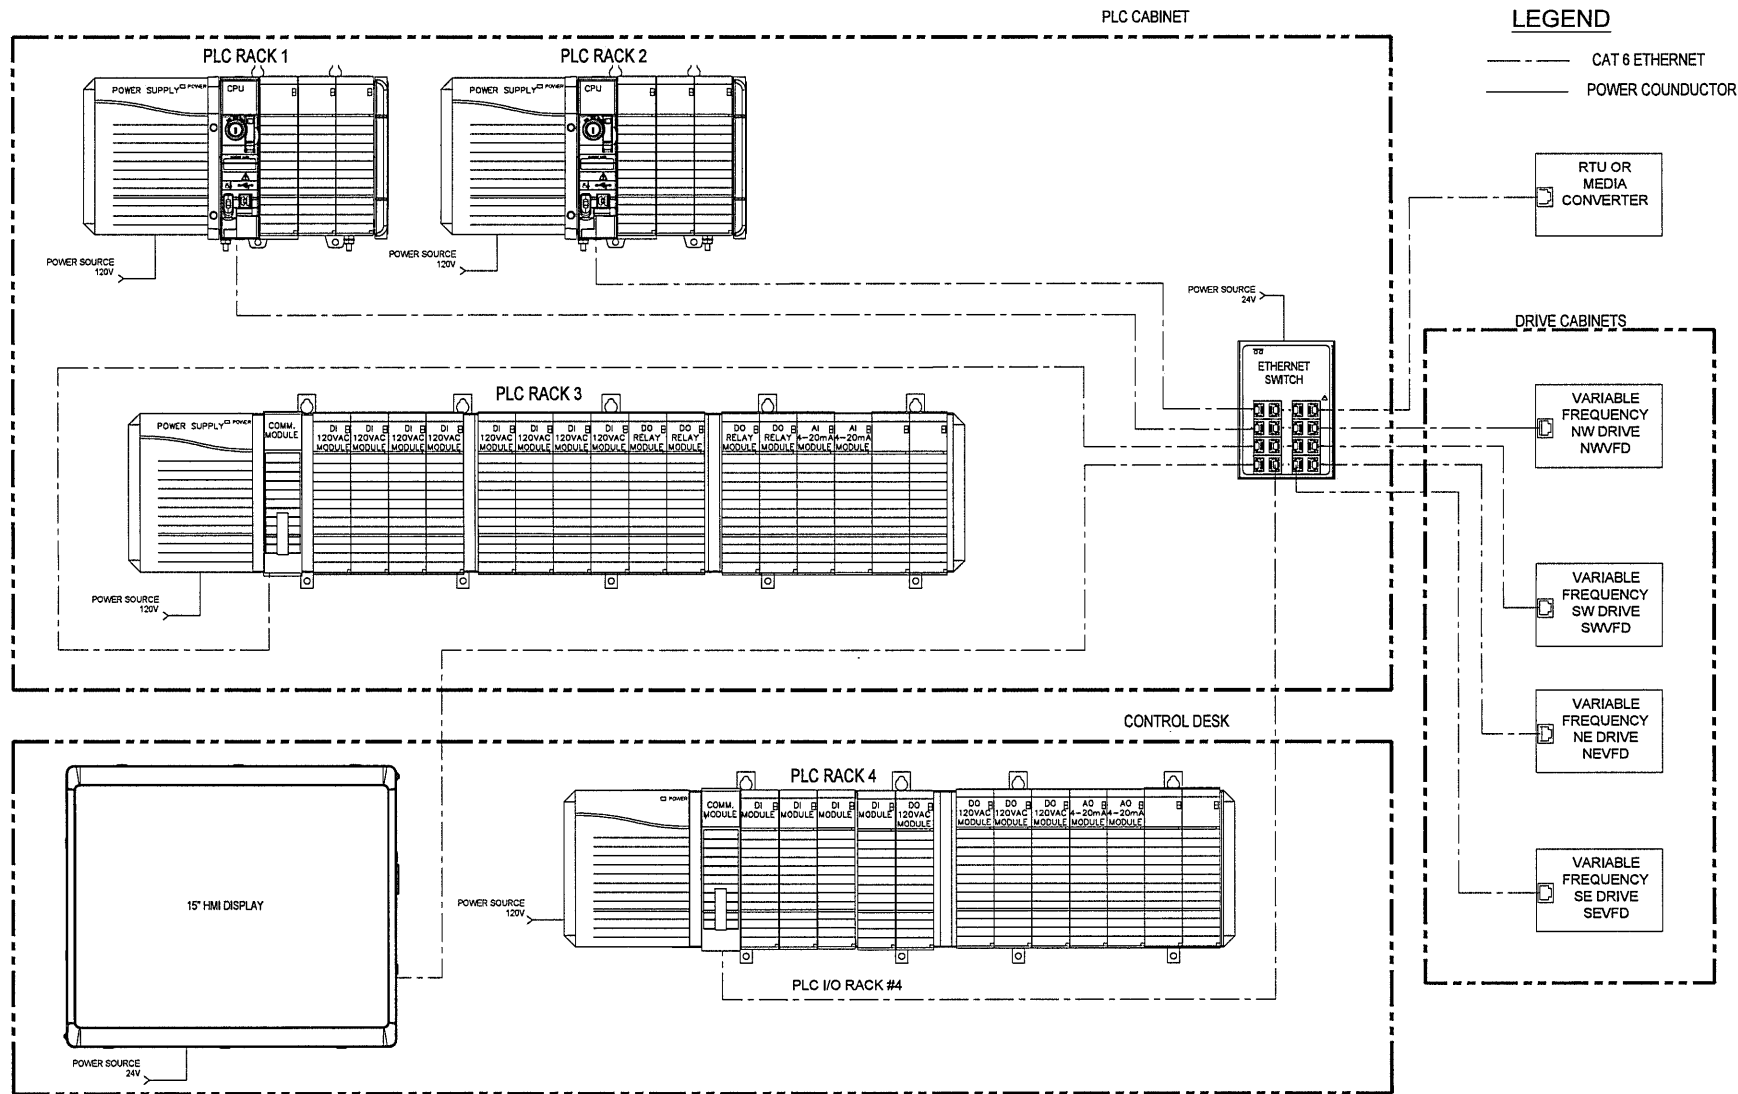 PLC CABINET
LEGEND
CAT 6 ETHERNET
POWER COUNDUCTOR
PLC RACK 1
PLC RACK 2
POWER SUPPLY
POWER
CPU
POWER SUPPLY
POWER
CPU
POWER SOURCE
120V
POWER SOURCE
120V
RTU OR
MEDIA
CONVERTER
POWER SOURCE
24V
ETHERNET
SWITCH
DRIVE CABINETS
VARIABLE
FREQUENCY
NW DRIVE
NWVFD
VARIABLE
FREQUENCY
SW DRIVE
SWVFD
VARIABLE
FREQUENCY
NE DRIVE
NEVFD
VARIABLE
FREQUENCY
SE DRIVE
SEVFD
PLC RACK 3
POWER SUPPLY
POWER
COMM.
MODULE
DI
120VAC
MODULE
DI
120VAC
MODULE
DI
120VAC
MODULE
DI
120VAC
MODULE
DI
120VAC
MODULE
DI
120VAC
MODULE
DI
120VAC
MODULE
DI
120VAC
MODULE
DO
RELAY
MODULE
DO
RELAY
MODULE
DO
RELAY
MODULE
DO
RELAY
MODULE
AI
4-20mA
MODULE
AI
4-20mA
MODULE
POWER SOURCE
120V
CONTROL DESK
15" HMI DISPLAY
POWER SOURCE
24V
PLC RACK 4
POWER
COMM.
MODULE
DI
MODULE
DI
MODULE
DI
MODULE
DI
MODULE
DO
120VAC
MODULE
DO
120VAC
MODULE
DO
120VAC
MODULE
DO
120VAC
MODULE
AO
4-20mA
MODULE
AO
4-20mA
MODULE
POWER SOURCE
120V
PLC I/O RACK #4